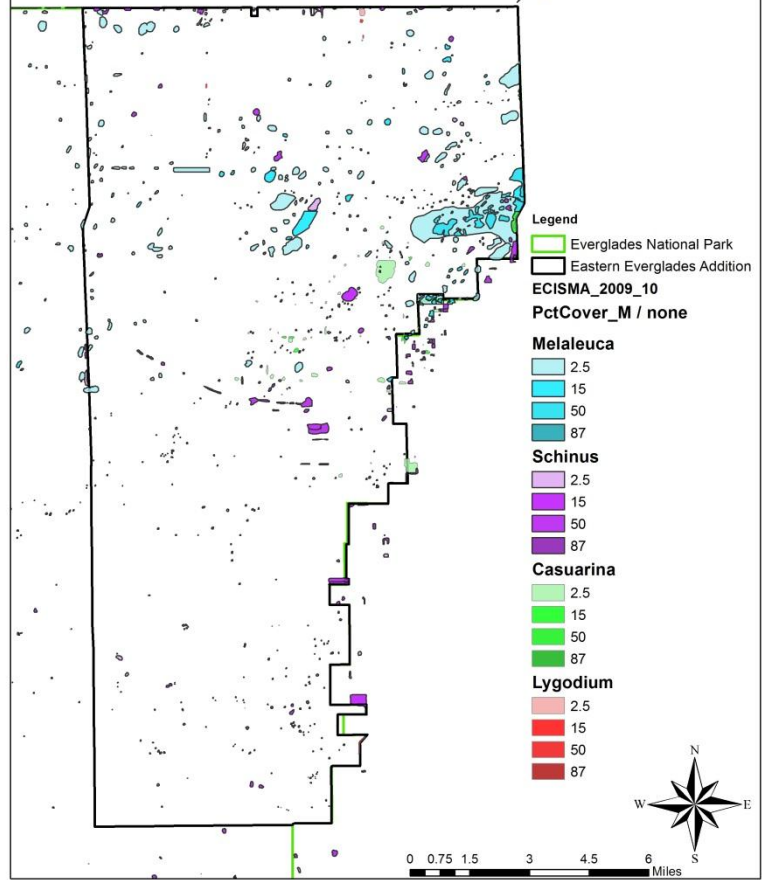 Legend
Everglades National Park
Eastern Everglades Addition
ECISMA_2009_10
PctCover_M / none
Melaleuca
2.5
15
50
87
Schinus
2.5
15
50
87
Casuarina
2.5
15
50
87
Lygodium
2.5
15
50
87
N
W E
S
0 0.75 1.5 3 4.5 6
Miles